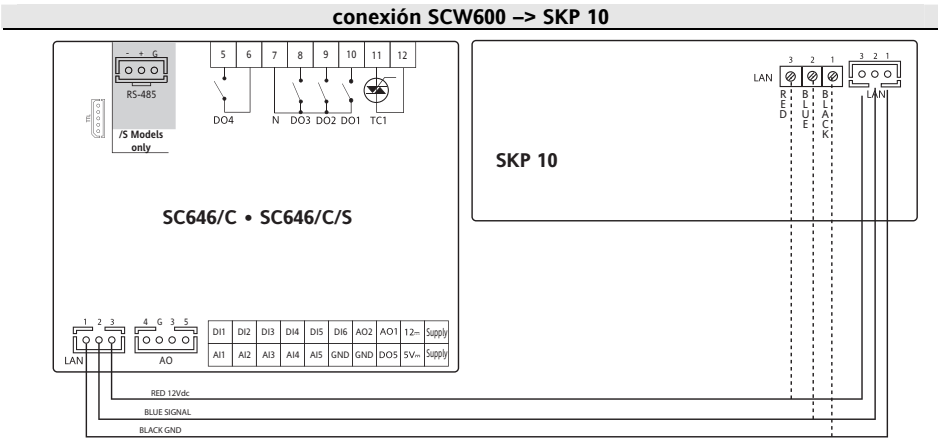 conexión SCW600 –> SKP 10
- + G
RS-485
TTL
/S Models
only
5 6 7 8 9 10 11 12
DO4 N DO3 DO2 DO1 TC1
SC646/C • SC646/C/S
1 2 3
LAN
4 G 3 5
AO
DI1 DI2 DI3 DI4 DI5 DI6 AO2 AO1 12⎓ Supply
AI1 AI2 AI3 AI4 AI5 GND GND DO5 5V⎓ Supply
SKP 10
LAN
3 2 1
RED
BLUE
BLACK
3 2 1
LAN
RED 12Vdc
BLUE SIGNAL
BLACK GND